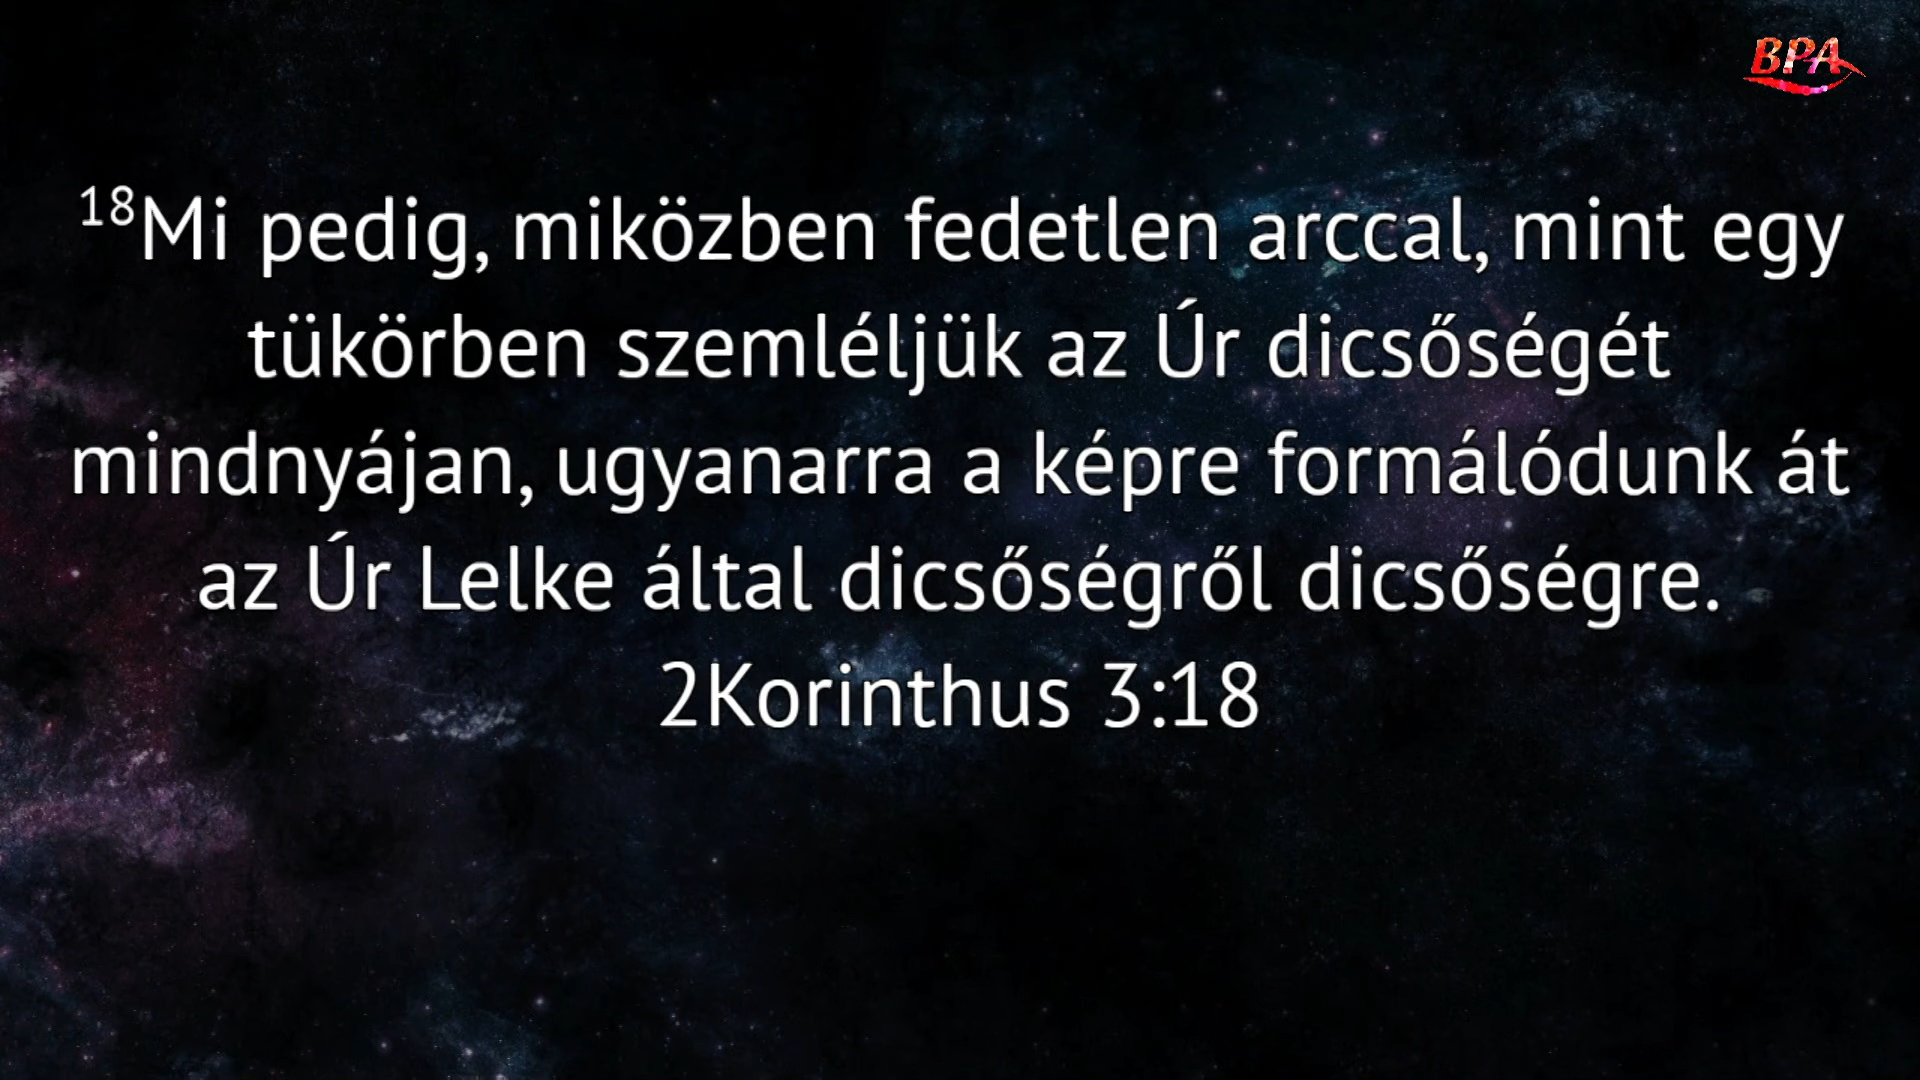 BPA
18Mi pedig, miközben fedetlen arccal, mint egy
tükörben szemléljük az Úr dicsőségét
mindnyájan, ugyanarra a képre formálódunk át
az Úr Lelke által dicsőségről dicsőségre.
2Korinthus 3:18